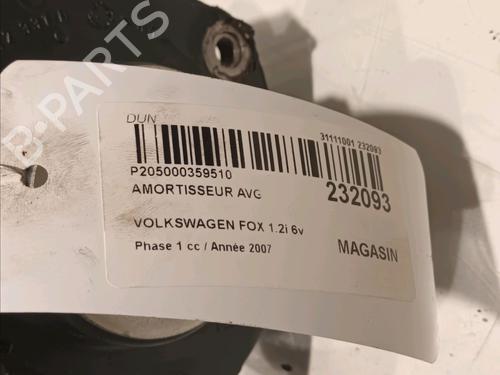 DUN
31111001 232093
P205000359510
AMORTISSEUR AVG
232093
VOLKSWAGEN FOX 1.2i 6v
Phase 1 cc / Année 2007
MAGASIN
B-PARTS